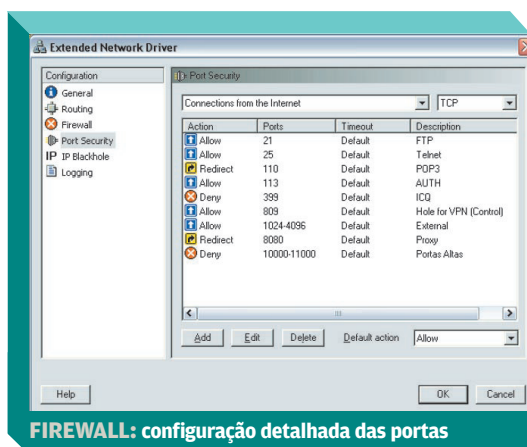 Extended Network Driver
Configuration
General
Routing
Firewall
Port Security
IP IP Blackhole
Logging
Port Security
Connections from the Internet TCP
Action Ports Timeout Description
Allow 21 Default FTP
Allow 25 Default Telnet
Redirect 110 Default POP3
Allow 113 Default AUTH
Deny 399 Default ICQ
Allow 809 Default Hole for VPN (Control)
Allow 1024-4096 Default External
Redirect 8080 Default Proxy
Deny 10000-11000 Default Portas Altas
Add Edit Delete Default action Allow
Help OK Cancel
FIREWALL: configuração detalhada das portas